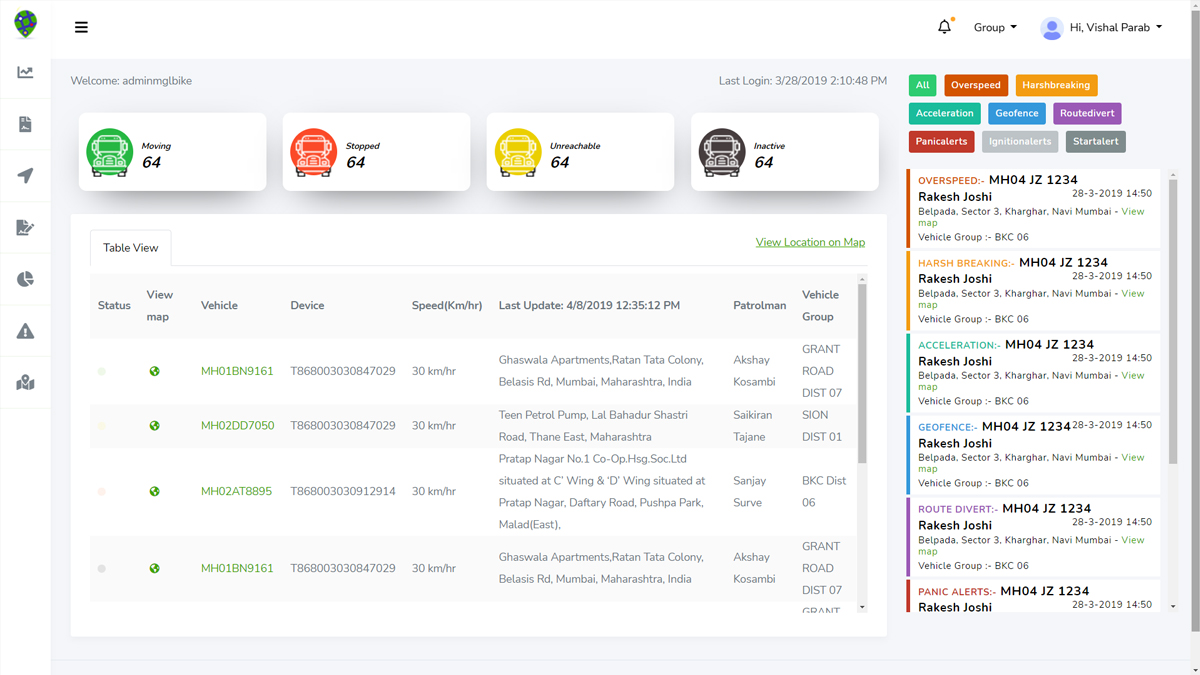 Group
Hi, Vishal Parab
Welcome: adminmglbike
Last Login: 3/28/2019 2:10:48 PM
Moving
64
Stopped
64
Unreachable
64
Inactive
64
Table View
View Location on Map
Status
View
map
Vehicle
Device
Speed(Km/hr)
Last Update: 4/8/2019 12:35:12 PM
Patrolman
Vehicle
Group
MH01BN9161
T868003030847029
30 km/hr
Ghaswala Apartments,Ratan Tata Colony,
Belasis Rd, Mumbai, Maharashtra, India
Akshay
Kosambi
GRANT
ROAD
DIST 07
MH02DD7050
T868003030847029
30 km/hr
Teen Petrol Pump, Lal Bahadur Shastri
Road, Thane East, Maharashtra
Saikiran
Tajane
SION
DIST 01
MH02AT8895
T868003030912914
30 km/hr
Pratap Nagar No.1 Co-Op.Hsg.Soc.Ltd
situated at C’ Wing & ‘D’ Wing situated at
Pratap Nagar, Daftary Road, Pushpa Park,
Malad(East),
Sanjay
Surve
BKC Dist
06
MH01BN9161
T868003030847029
30 km/hr
Ghaswala Apartments,Ratan Tata Colony,
Belasis Rd, Mumbai, Maharashtra, India
Akshay
Kosambi
GRANT
ROAD
DIST 07
GRANT
All Overspeed Harshbreaking
Acceleration Geofence Routedivert
Panicalerts Ignitionalerts Startalert
OVERSPEED:- MH04 JZ 1234
Rakesh Joshi 28-3-2019 14:50
Belpada, Sector 3, Kharghar, Navi Mumbai - View
map
Vehicle Group :- BKC 06
HARSH BREAKING:- MH04 JZ 1234
Rakesh Joshi 28-3-2019 14:50
Belpada, Sector 3, Kharghar, Navi Mumbai - View
map
Vehicle Group :- BKC 06
ACCELERATION:- MH04 JZ 1234
Rakesh Joshi 28-3-2019 14:50
Belpada, Sector 3, Kharghar, Navi Mumbai - View
map
Vehicle Group :- BKC 06
GEOFENCE:- MH04 JZ 1234 28-3-2019 14:50
Rakesh Joshi
Belpada, Sector 3, Kharghar, Navi Mumbai - View
map
Vehicle Group :- BKC 06
ROUTE DIVERT:- MH04 JZ 1234
Rakesh Joshi 28-3-2019 14:50
Belpada, Sector 3, Kharghar, Navi Mumbai - View
map
Vehicle Group :- BKC 06
PANIC ALERTS:- MH04 JZ 1234
Rakesh Joshi 28-3-2019 14:50